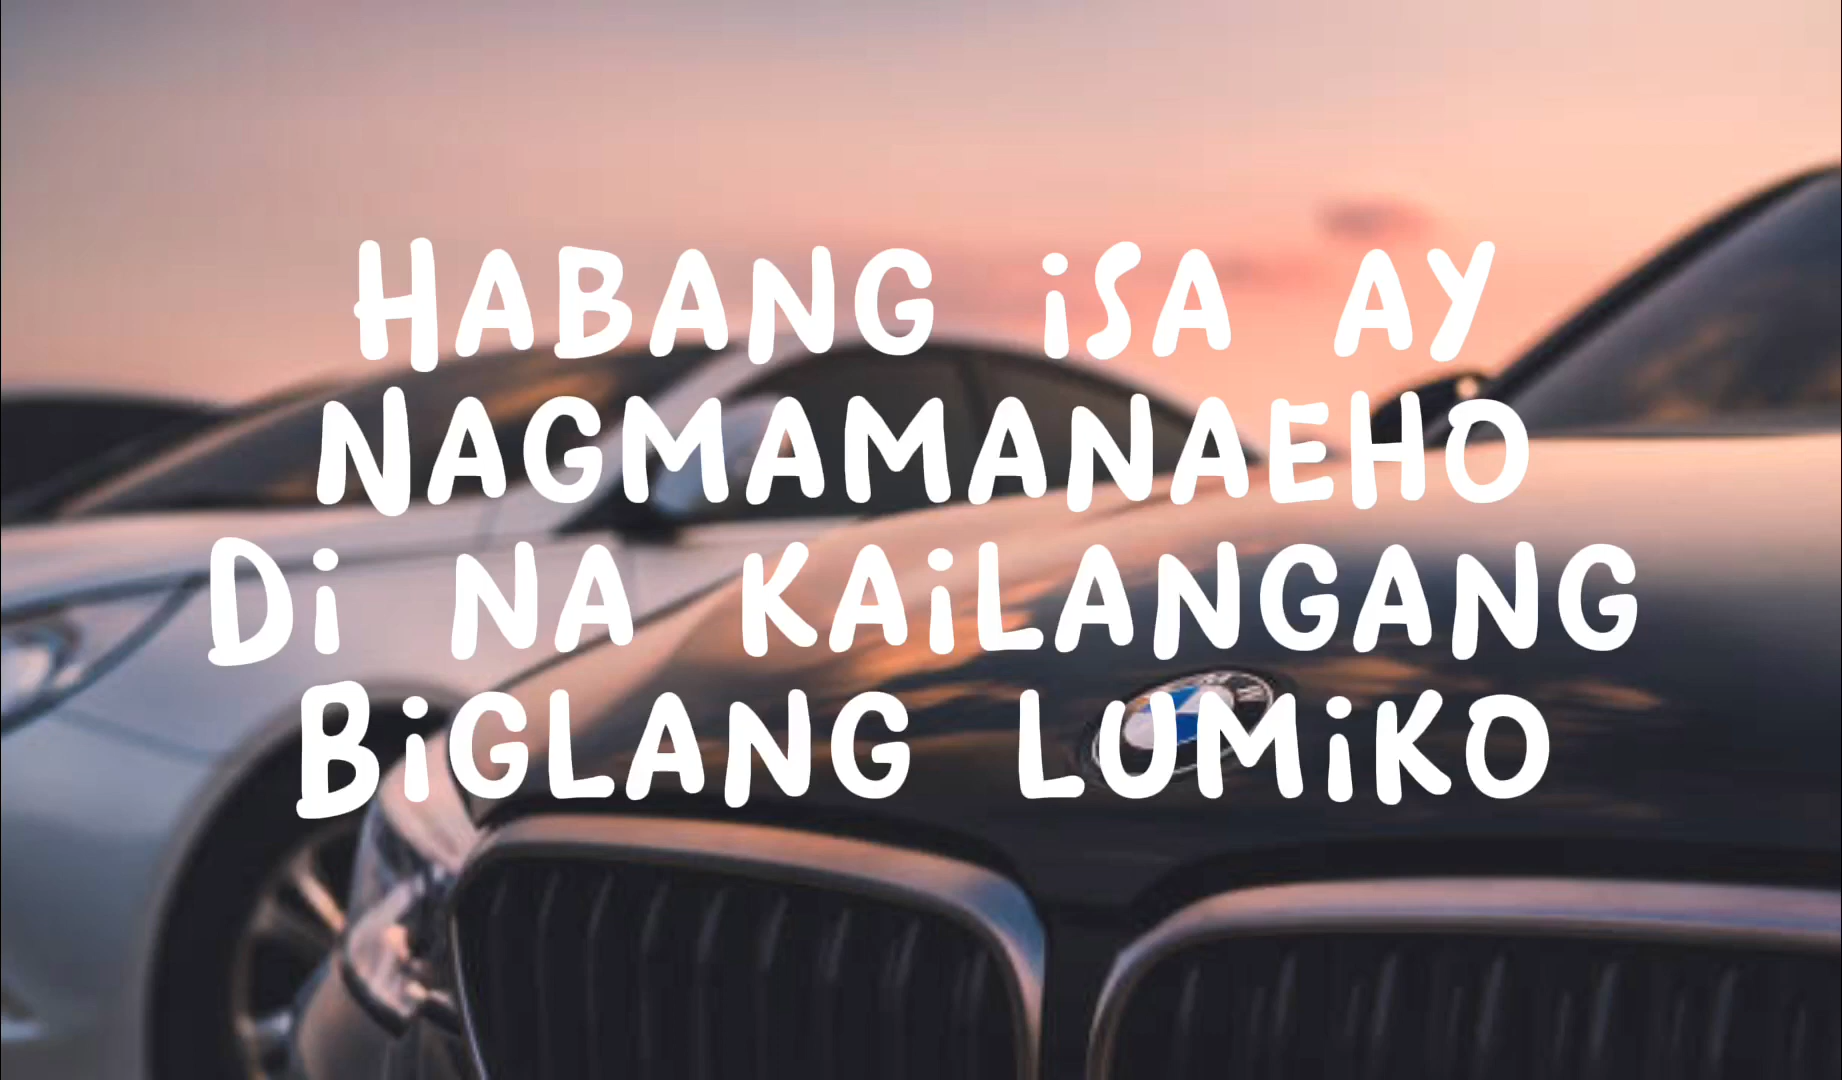 HABANG iSA AY
NAGMAMANAEHO
Di NA KAiLANGANG
BiGLANG LUMiKO